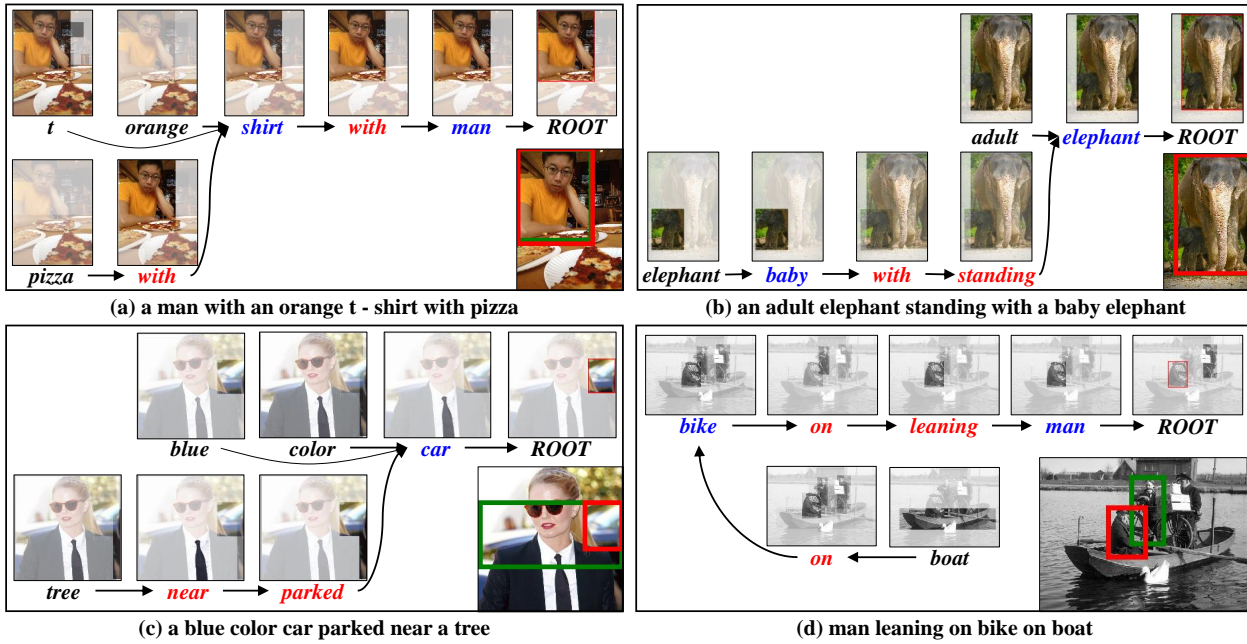 t orange shirt with man ROOT
pizza with
(a) a man with an orange t - shirt with pizza
adult elephant ROOT
elephant baby with standing
(b) an adult elephant standing with a baby elephant
blue color car ROOT
tree near parked
(c) a blue color car parked near a tree
bike on leaning man ROOT
on boat
(d) man leaning on bike on boat